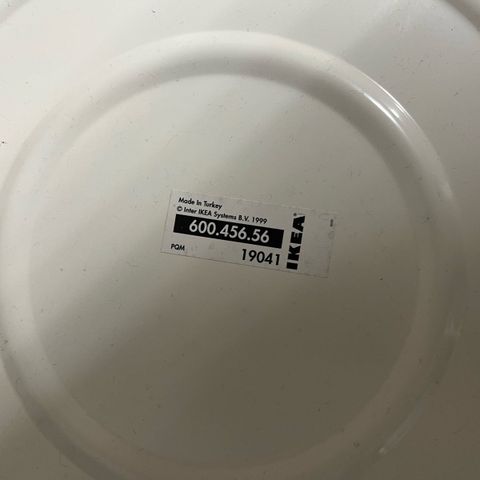 Made in Turkey
© Inter IKEA Systems B.V. 1999
600.456.56
PQM 19041
IKEA